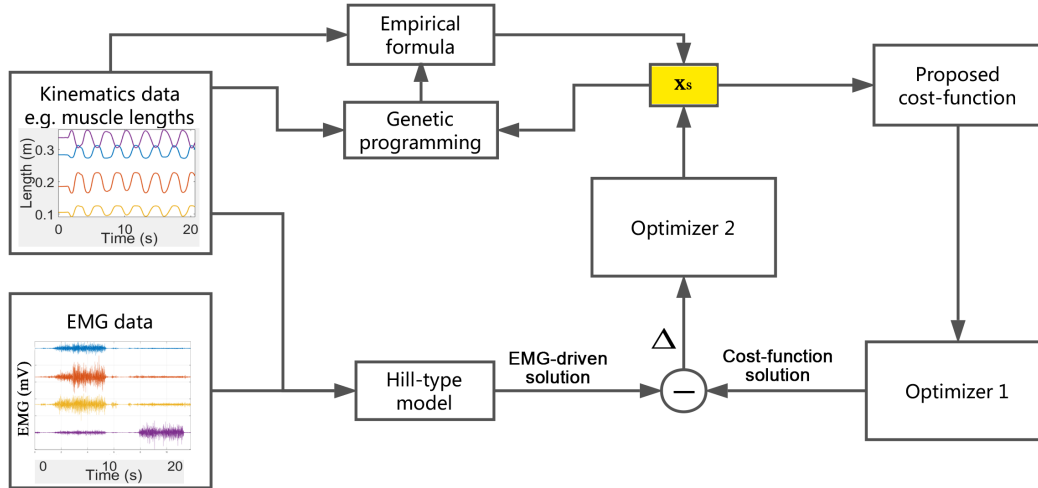 Empirical
formula
Kinematics data
e.g. muscle lengths
Length (m)
0.3
0.2
0.1
0 10 20
Time (s)
Genetic
programming
xs
Proposed
cost-function
Optimizer 2
EMG data
EMG (mV)
0 10 20
Time (s)
Hill-type
model
EMG-driven
solution
Δ
−
Cost-function
solution
Optimizer 1